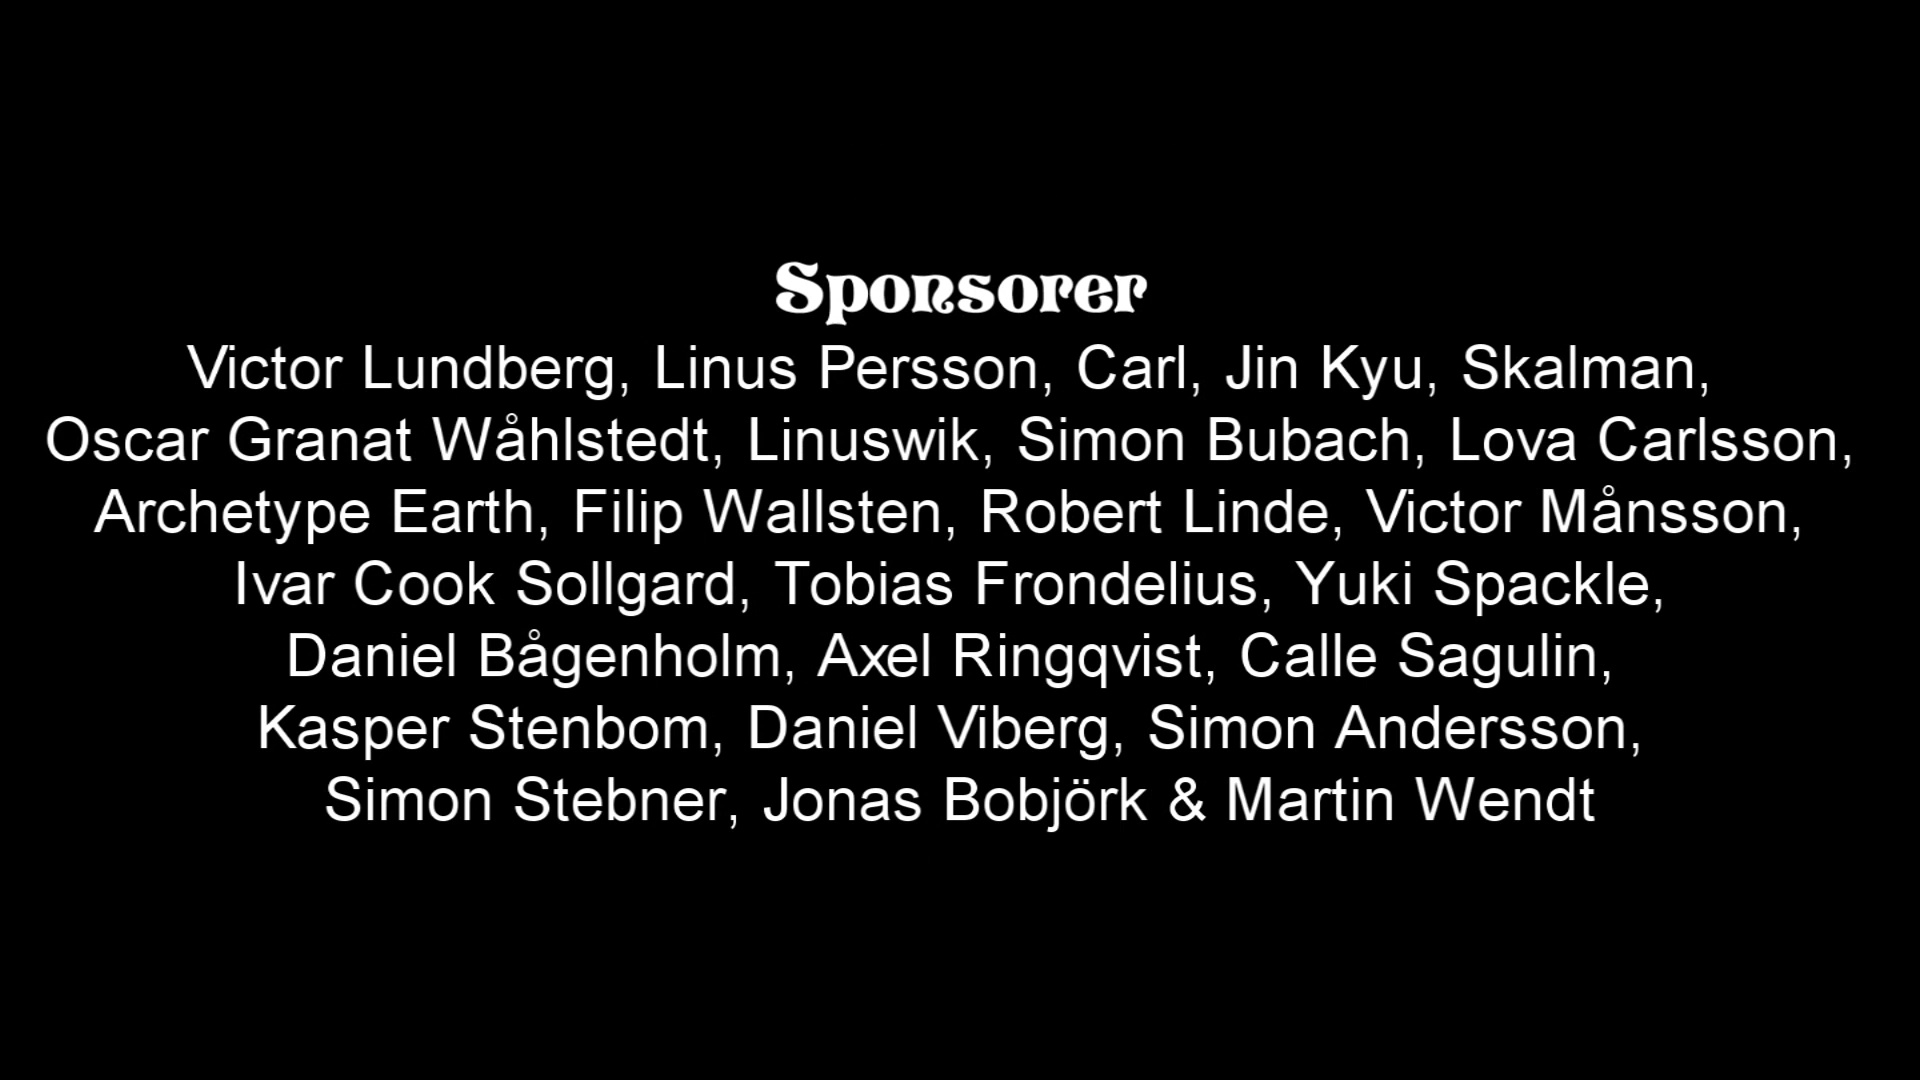 Sponsorer
Victor Lundberg, Linus Persson, Carl, Jin Kyu, Skalman,
Oscar Granat Wåhlstedt, Linuswik, Simon Bubach, Lova Carlsson,
Archetype Earth, Filip Wallsten, Robert Linde, Victor Månsson,
Ivar Cook Sollgard, Tobias Frondelius, Yuki Spackle,
Daniel Bågenholm, Axel Ringqvist, Calle Sagulin,
Kasper Stenbom, Daniel Viberg, Simon Andersson,
Simon Stebner, Jonas Bobjörk & Martin Wendt